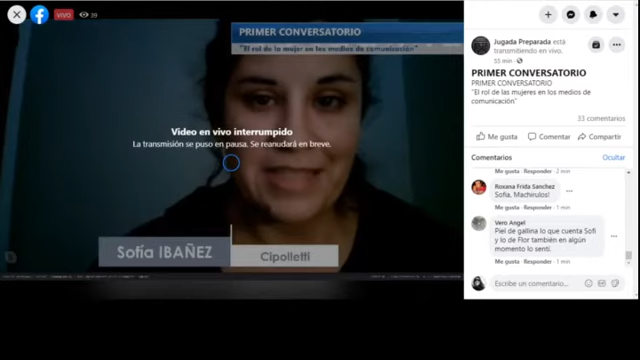 VIVO
39
PRIMER CONVERSATORIO
"El rol de la mujer en los medios de comunicación"
Video en vivo interrumpido
La transmisión se puso en pausa. Se reanudará en breve.
Sofía IBAÑEZ
Cipolletti
Jugada Preparada está
transmitiendo en vivo.
55 min
PRIMER CONVERSATORIO
PRIMER CONVERSATORIO
"El rol de las mujeres en los medios de
comunicación"
33 comentarios
Me gusta
Comentar
Compartir
Comentarios
Ocultar
Me gusta · Responder · 2 min
Roxana Frida Sanchez
Sofia, Machirulos!
Me gusta · Responder · 1 min
Vero Angel
Piel de gallina lo que cuenta Sofi
y lo de Flor también en algún
momento lo sentí.
Me gusta · Responder · 1 min
Escribe un comentario...